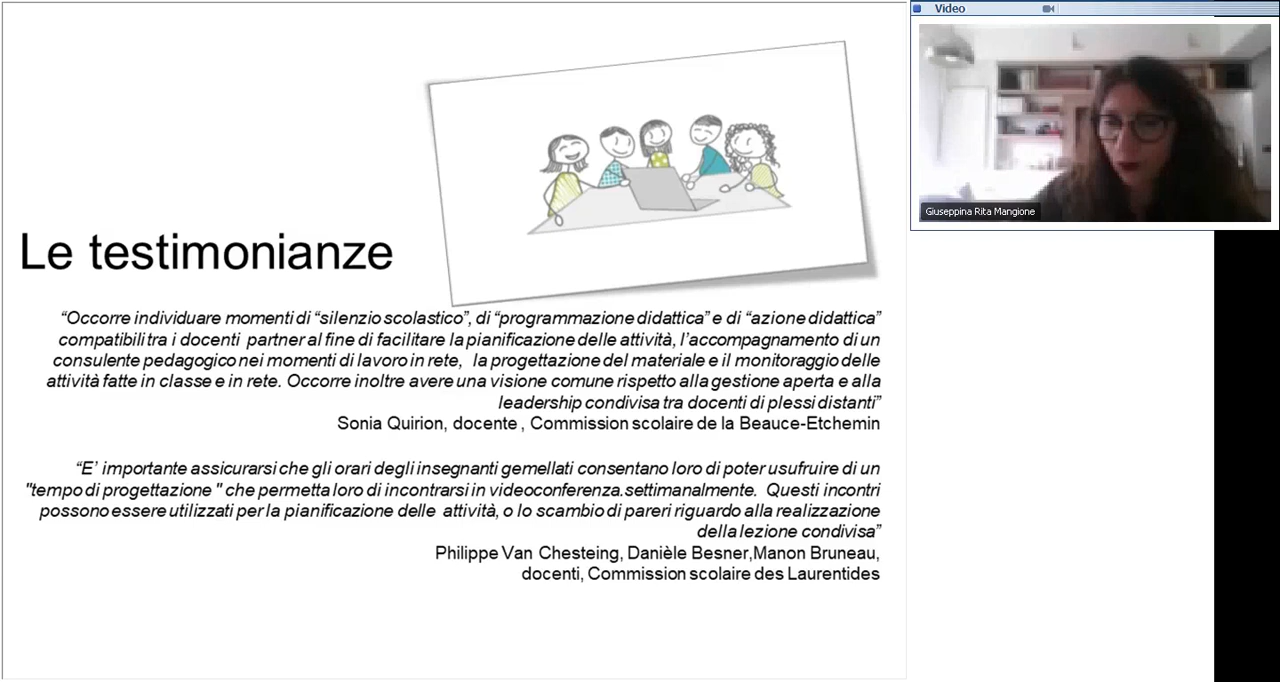 Video
Giuseppina Rita Mangione
Le testimonianze
“Occorre individuare momenti di “silenzio scolastico”, di “programmazione didattica” e di “azione didattica”
compatibili tra i docenti partner al fine di facilitare la pianificazione delle attività, l’accompagnamento di un
consulente pedagogico nei momenti di lavoro in rete, la progettazione del materiale e il monitoraggio delle
attività fatte in classe e in rete. Occorre inoltre avere una visione comune rispetto alla gestione aperta e alla
leadership condivisa tra docenti di plessi distanti”
Sonia Quirion, docente , Commission scolaire de la Beauce-Etchemin
“E’ importante assicurarsi che gli orari degli insegnanti gemellati consentano loro di poter usufruire di un
"tempo di progettazione " che permetta loro di incontrarsi in videoconferenza.settimanalmente. Questi incontri
possono essere utilizzati per la pianificazione delle attività, o lo scambio di pareri riguardo alla realizzazione
della lezione condivisa”
Philippe Van Chesteing, Danièle Besner,Manon Bruneau,
docenti, Commission scolaire des Laurentides